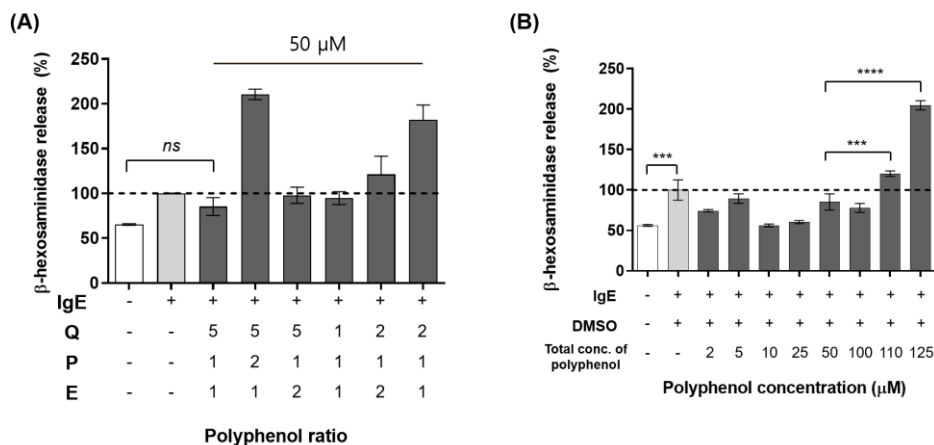 (A)
50 μM
β-hexosaminidase release (%)
250
200
150
100
50
0
ns
IgE - + + + + + + +
Q - - 5 5 5 1 2 2
P - - 1 2 1 1 1 1
E - - 1 1 2 1 2 1
Polyphenol ratio
(B)
β-hexosaminidase release (%)
250
200
150
100
50
0
***
****
***
IgE - + + + + + + + + +
DMSO - + + + + + + + + +
Total conc. of
polyphenol - - 2 5 10 25 50 100 110 125
Polyphenol concentration (μM)